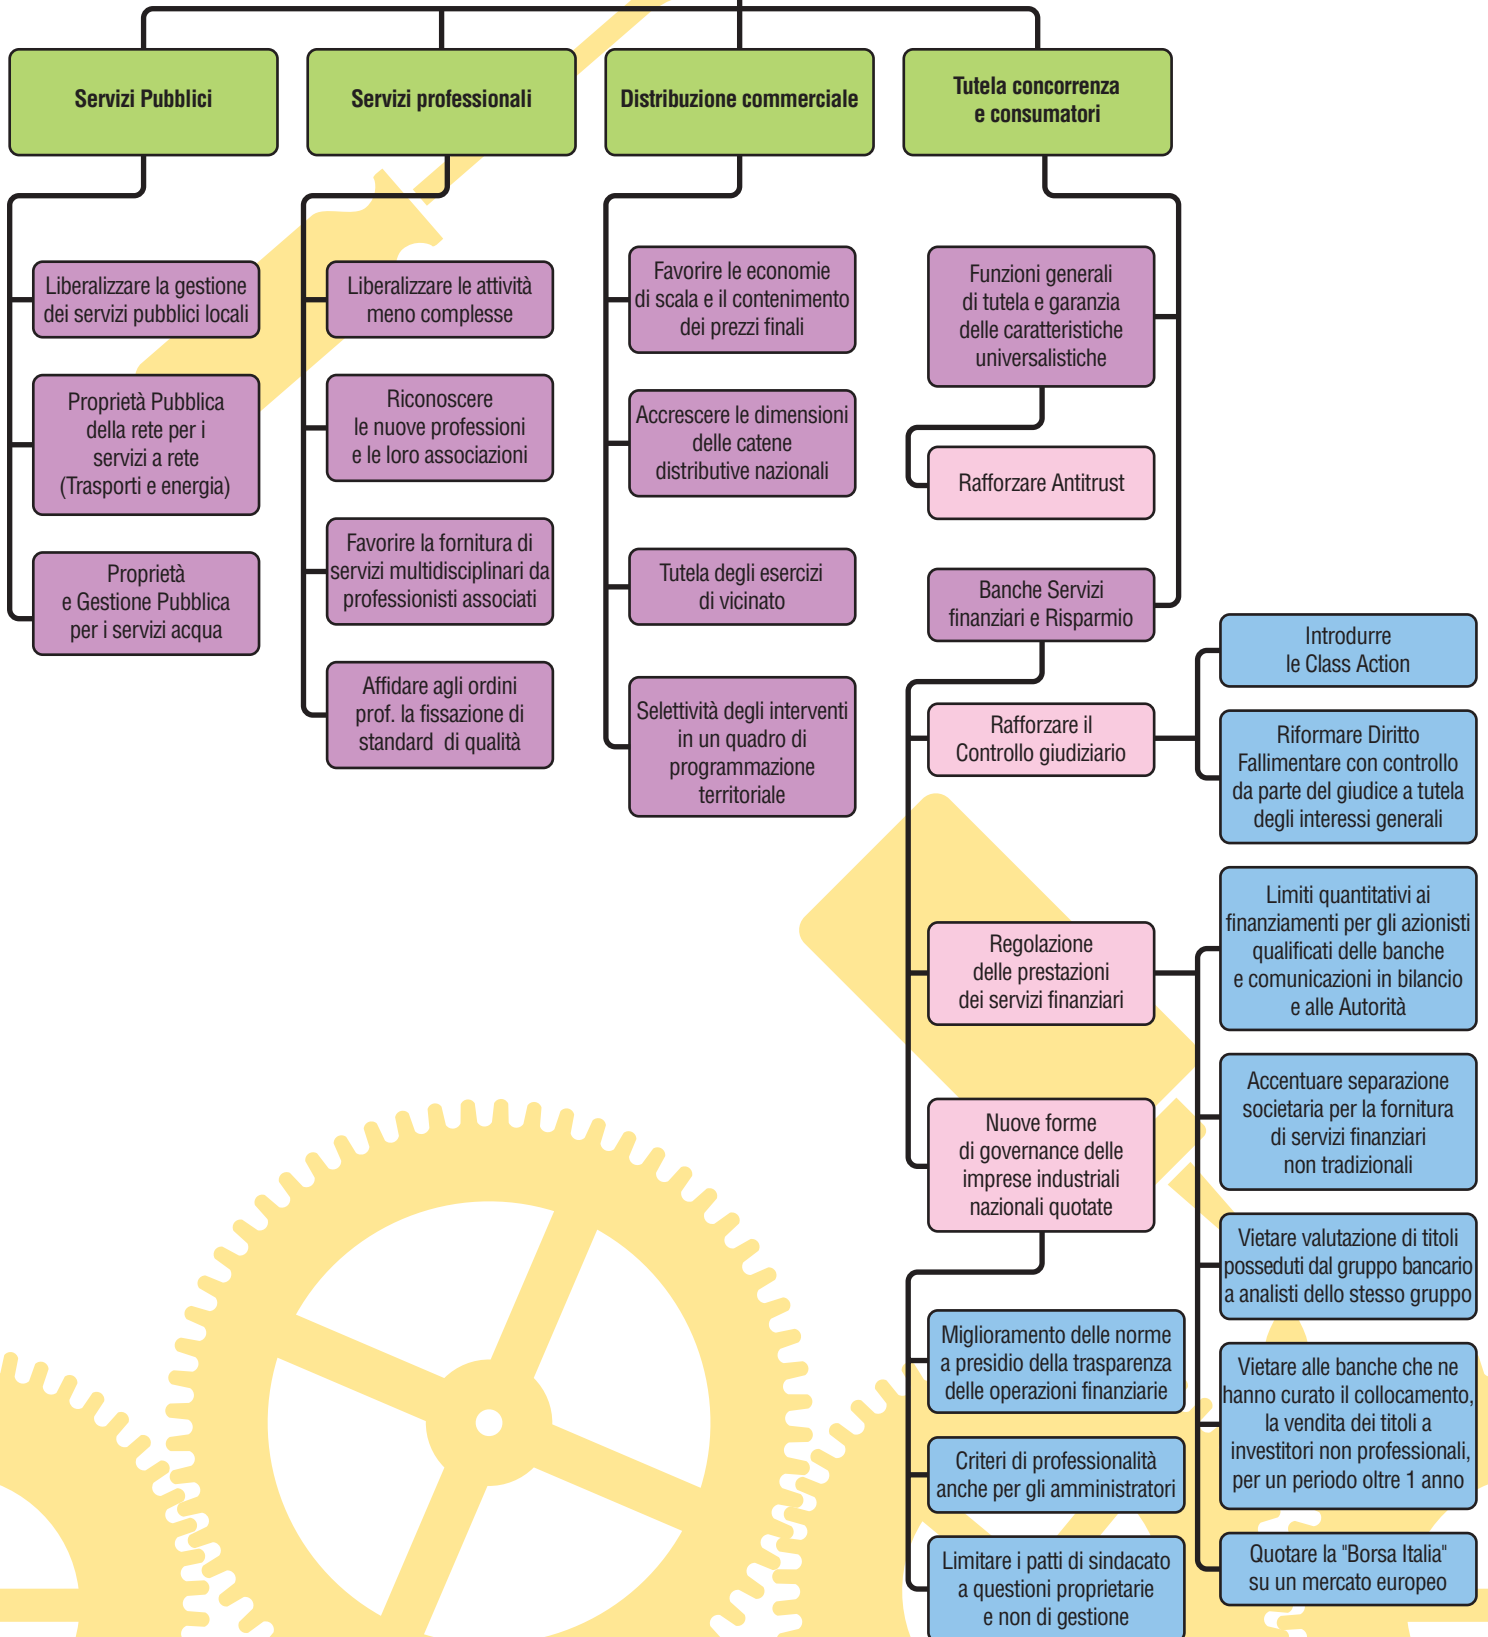 Servizi Pubblici
Servizi professionali
Distribuzione commerciale
Tutela concorrenza
e consumatori
Liberalizzare la gestione
dei servizi pubblici locali
Proprietà Pubblica
della rete per i
servizi a rete
(Trasporti e energia)
Proprietà
e Gestione Pubblica
per i servizi acqua
Liberalizzare le attività
meno complesse
Riconoscere
le nuove professioni
e le loro associazioni
Favorire la fornitura di
servizi multidisciplinari da
professionisti associati
Affidare agli ordini
prof. la fissazione di
standard di qualità
Favorire le economie
di scala e il contenimento
dei prezzi finali
Accrescere le dimensioni
delle catene
distributive nazionali
Tutela degli esercizi
di vicinato
Selettività degli interventi
in un quadro di
programmazione
territoriale
Funzioni generali
di tutela e garanzia
delle caratteristiche
universalistiche
Rafforzare Antitrust
Banche Servizi
finanziari e Risparmio
Rafforzare il
Controllo giudiziario
Introdurre
le Class Action
Riformare Diritto
Fallimentare con controllo
da parte del giudice a tutela
degli interessi generali
Regolazione
delle prestazioni
dei servizi finanziari
Limiti quantitativi ai
finanziamenti per gli azionisti
qualificati delle banche
e comunicazioni in bilancio
e alle Autorità
Accentuare separazione
societaria per la fornitura
di servizi finanziari
non tradizionali
Vietare valutazione di titoli
posseduti dal gruppo bancario
a analisti dello stesso gruppo
Vietare alle banche che ne
hanno curato il collocamento,
la vendita dei titoli a
investitori non professionali,
per un periodo oltre 1 anno
Quotare la "Borsa Italia"
su un mercato europeo
Nuove forme
di governance delle
imprese industriali
nazionali quotate
Miglioramento delle norme
a presidio della trasparenza
delle operazioni finanziarie
Criteri di professionalità
anche per gli amministratori
Limitare i patti di sindacato
a questioni proprietarie
e non di gestione